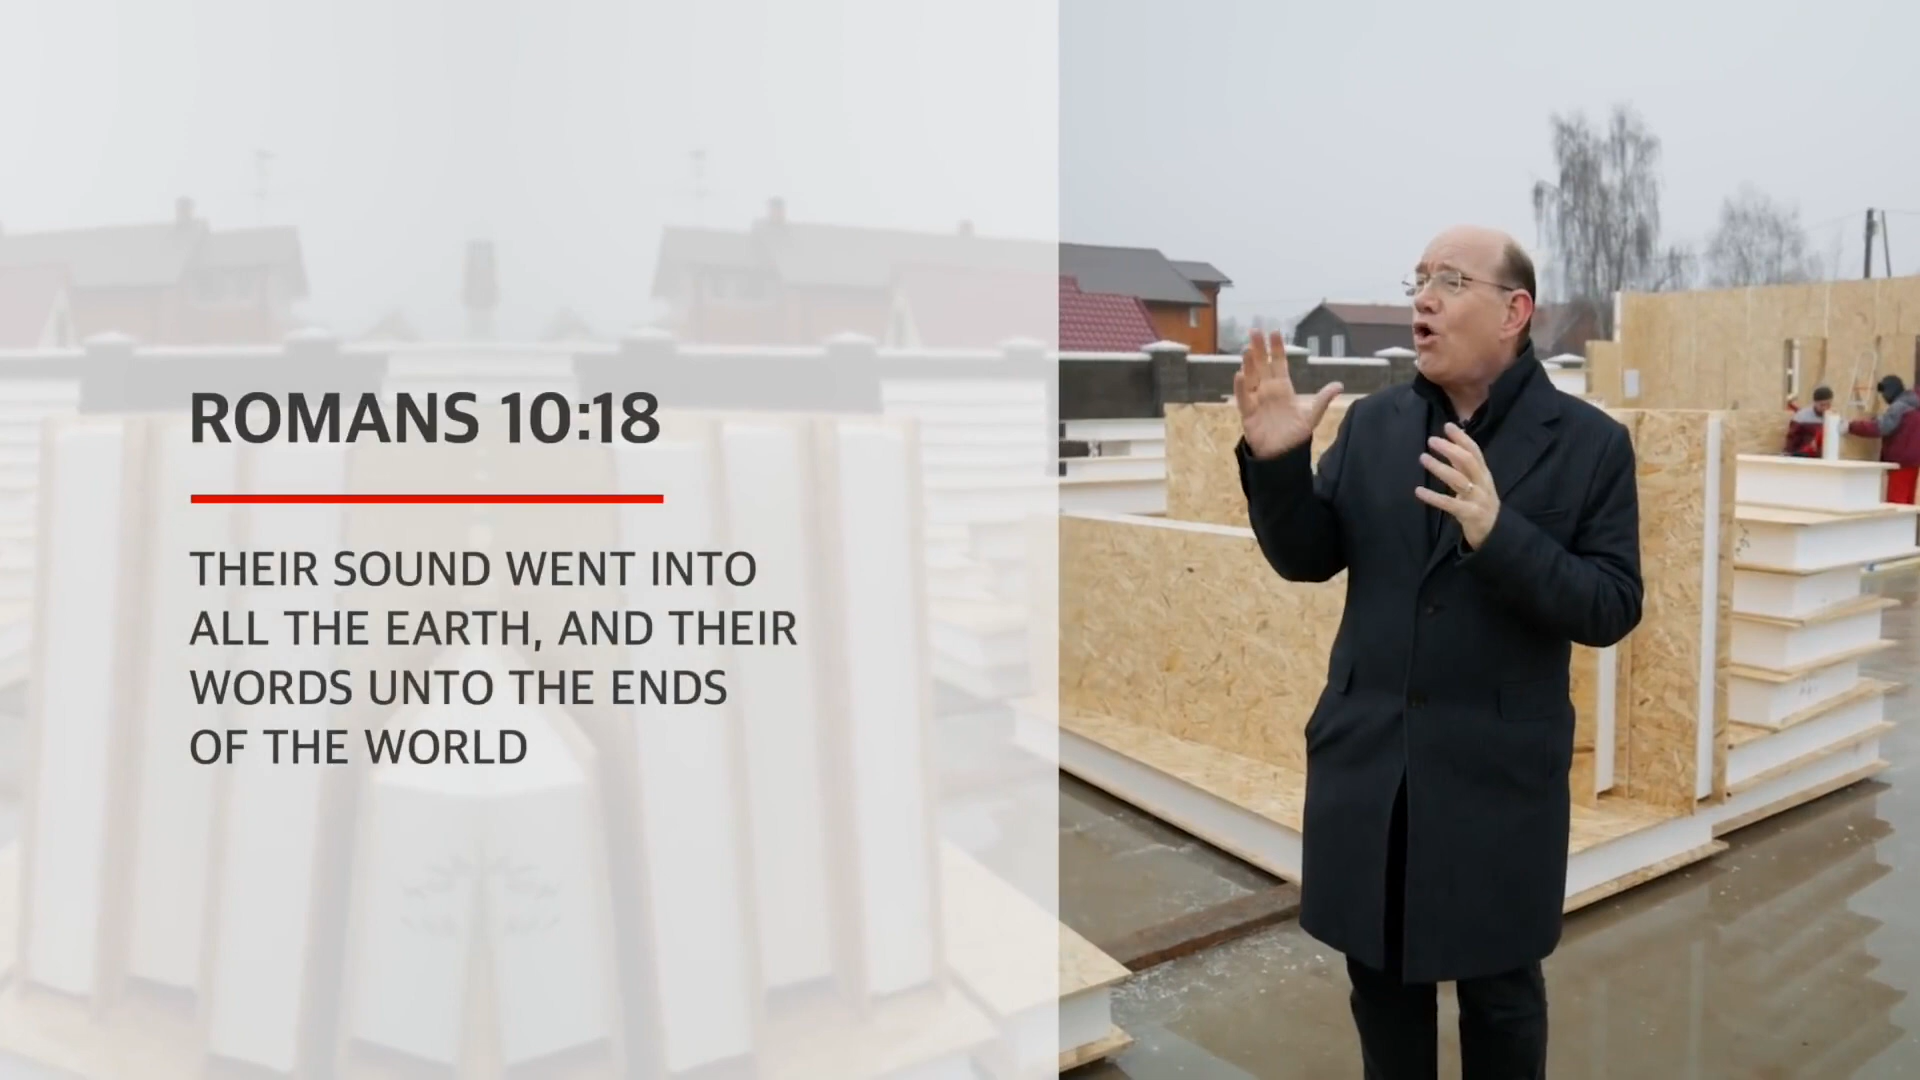 ROMANS 10:18
THEIR SOUND WENT INTO
ALL THE EARTH, AND THEIR
WORDS UNTO THE ENDS
OF THE WORLD